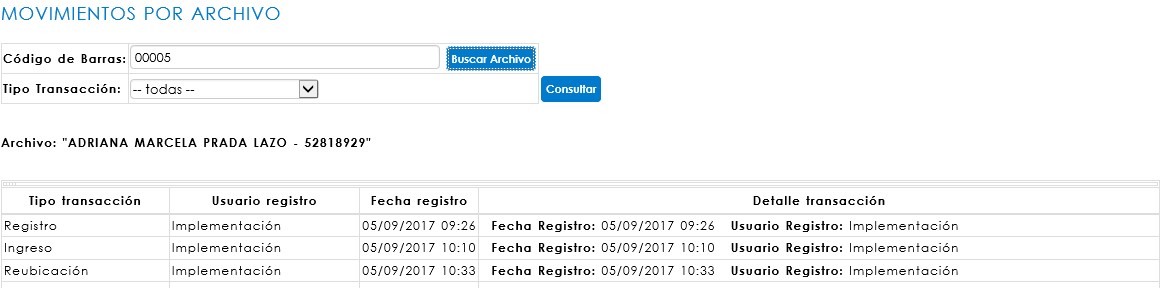 MOVIMIENTOS POR ARCHIVO
Código de Barras: 00005 Buscar Archivo
Tipo Transacción: -- todas -- Consultar
Archivo: "ADRIANA MARCELA PRADA LAZO - 52818929"
Tipo transacción Usuario registro Fecha registro Detalle transacción
Registro Implementación 05/09/2017 09:26 Fecha Registro: 05/09/2017 09:26 Usuario Registro: Implementación
Ingreso Implementación 05/09/2017 10:10 Fecha Registro: 05/09/2017 10:10 Usuario Registro: Implementación
Reubicación Implementación 05/09/2017 10:33 Fecha Registro: 05/09/2017 10:33 Usuario Registro: Implementación